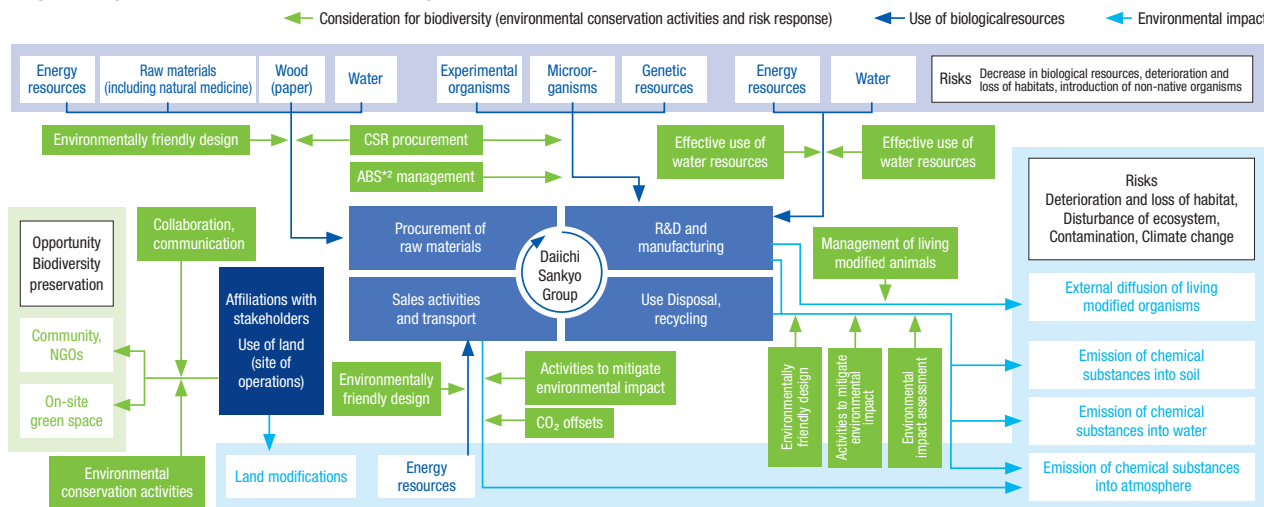 Consideration for biodiversity (environmental conservation activities and risk response)
Use of biologicalresources
Environmental impact
Energy
resources
Raw materials
(including natural medicine)
Wood
(paper)
Water
Experimental
organisms
Microor-
ganisms
Genetic
resources
Energy
resources
Water
Risks
Decrease in biological resources, deterioration and
loss of habitats, introduction of non-native organisms
Environmentally friendly design
CSR procurement
ABS*2 management
Effective use of
water resources
Effective use of
water resources
Risks
Deterioration and loss of habitat,
Disturbance of ecosystem,
Contamination, Climate change
Opportunity
Biodiversity
preservation
Collaboration,
communication
Procurement of
raw materials
R&D and
manufacturing
Daiichi
Sankyo
Group
Sales activities
and transport
Use Disposal,
recycling
Management of living
modified animals
Affiliations with
stakeholders
Use of land
(site of
operations)
Community,
NGOs
On-site
green space
Environmental
conservation activities
Land modifications
Environmentally
friendly design
Activities to mitigate
environmental impact
CO₂ offsets
Energy
resources
Environmentally
friendly design
Activities to mitigate
environmental
impact
Environmental
impact assessment
External diffusion of living
modified organisms
Emission of chemical
substances into soil
Emission of chemical
substances into water
Emission of chemical substances
into atmosphere